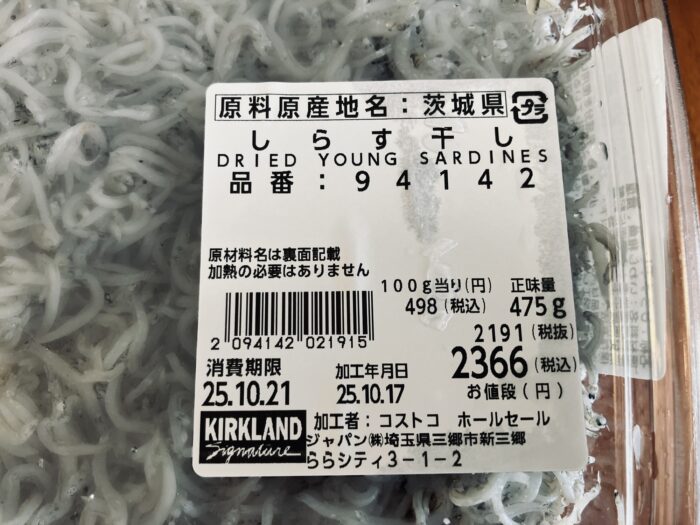 原料原産地名：茨城県 プラ
しらす干し
DRIED YOUNG SARDINES
品番：94142
原材料名は裏面記載
加熱の必要はありません
100g当り(円) 正味量
498(税込) 475g
2191(税抜)
2 094142 021915
2366(税込)
消費期限 加工年月日
25.10.21 25.10.17 お値段(円)
KIRKLAND Signature
加工者：コストコ ホールセール
ジャパン㈱埼玉県三郷市新三郷
ららシティ3-1-2